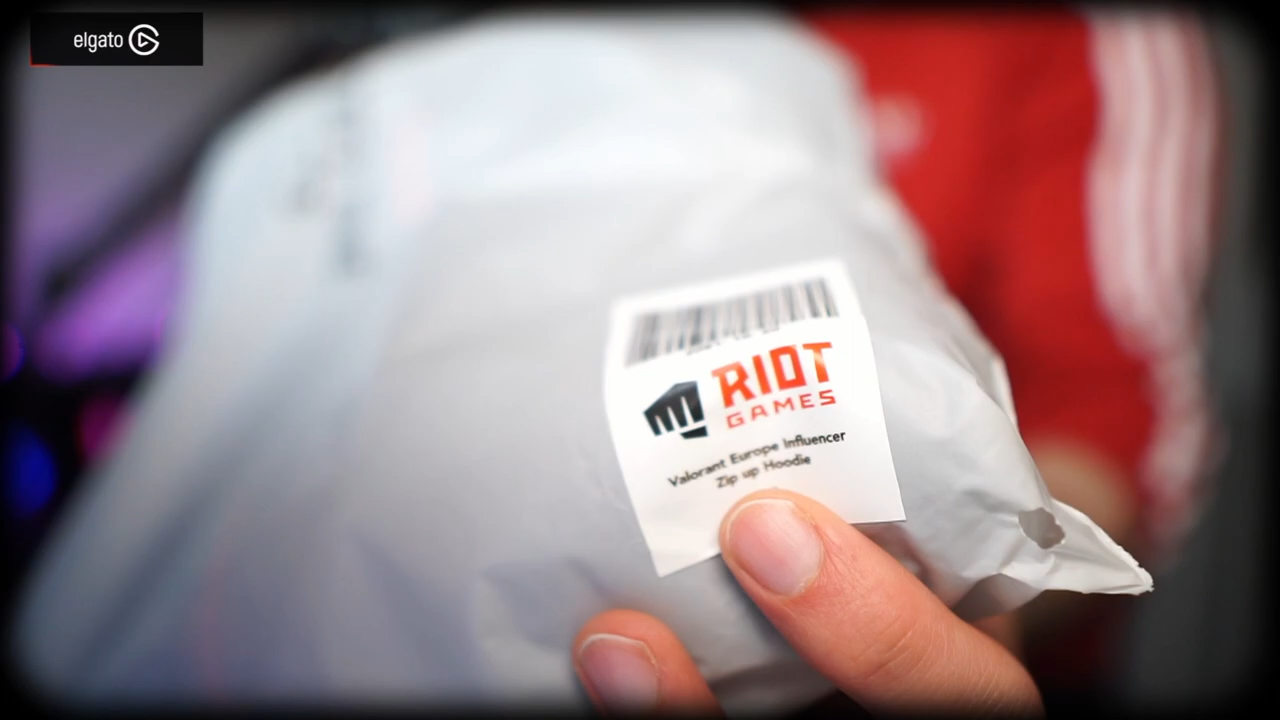 elgato
RIOT
GAMES
Valorant Europe Influencer
Zip up Hoodie